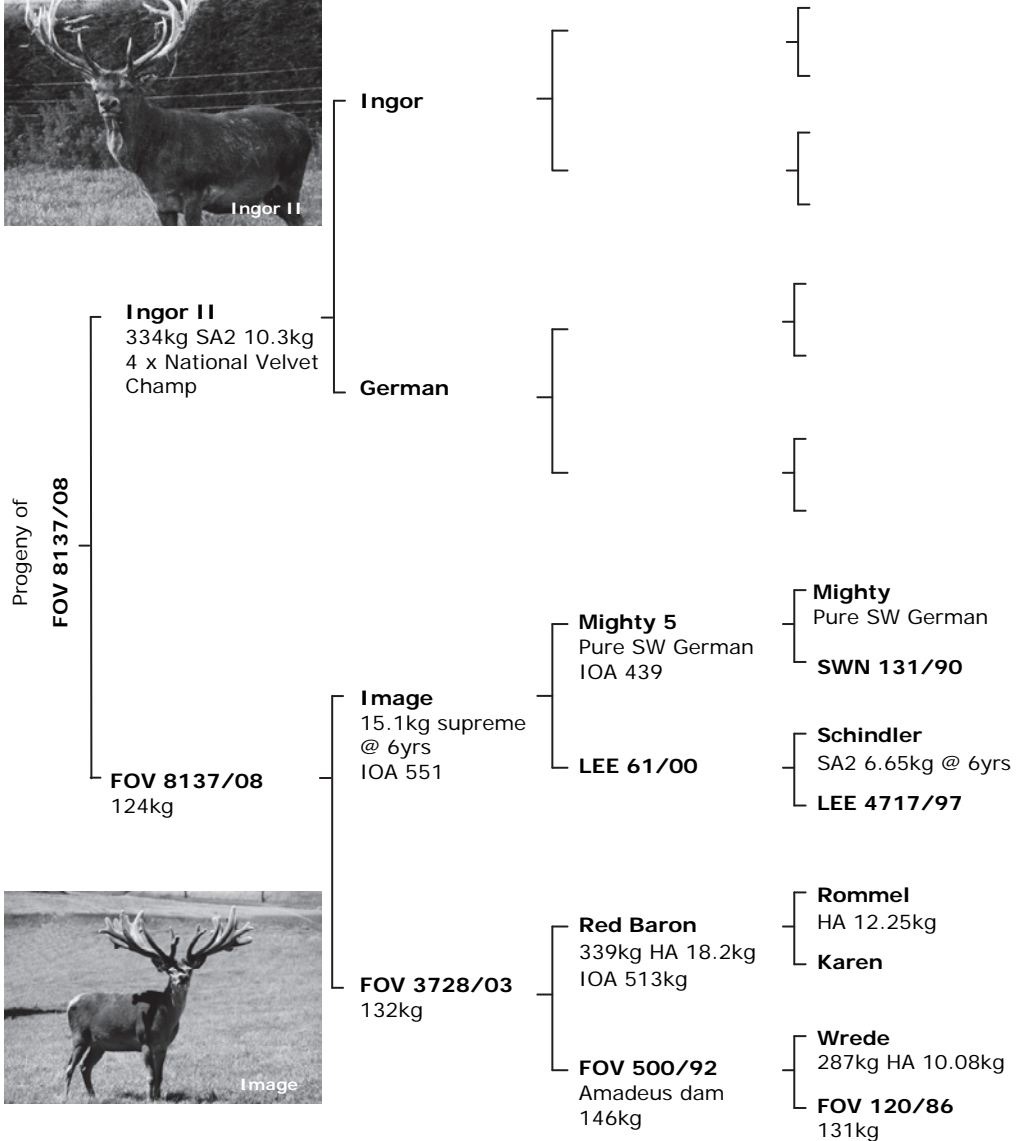 Ingor II
Ingor
Ingor II
334kg SA2 10.3kg
4 x National Velvet
Champ
German
Progeny of
FOV 8137/08
FOV 8137/08
124kg
Image
15.1kg supreme
@ 6yrs
IOA 551
Mighty 5
Pure SW German
IOA 439
Mighty
Pure SW German
SWN 131/90
LEE 61/00
Schindler
SA2 6.65kg @ 6yrs
LEE 4717/97
Image
FOV 3728/03
132kg
Red Baron
339kg HA 18.2kg
IOA 513kg
Rommel
HA 12.25kg
Karen
FOV 500/92
Amadeus dam
146kg
Wrede
287kg HA 10.08kg
FOV 120/86
131kg